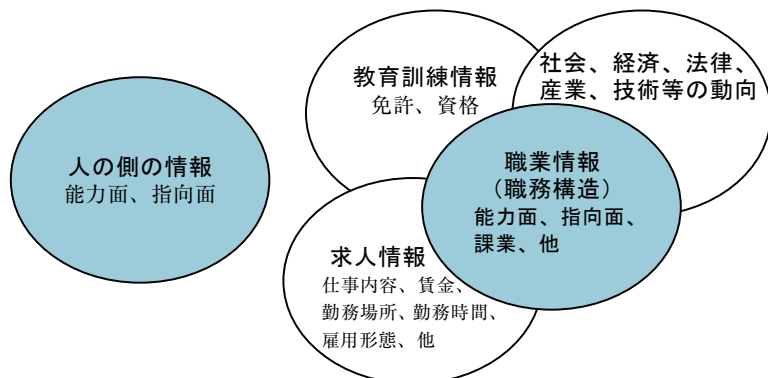 人の側の情報
能力面、指向面
教育訓練情報
免許、資格
社会、経済、法律、
産業、技術等の動向
職業情報
（職務構造）
能力面、指向面、
課業、他
求人情報
仕事内容、賃金、
勤務場所、勤務時間、
雇用形態、他